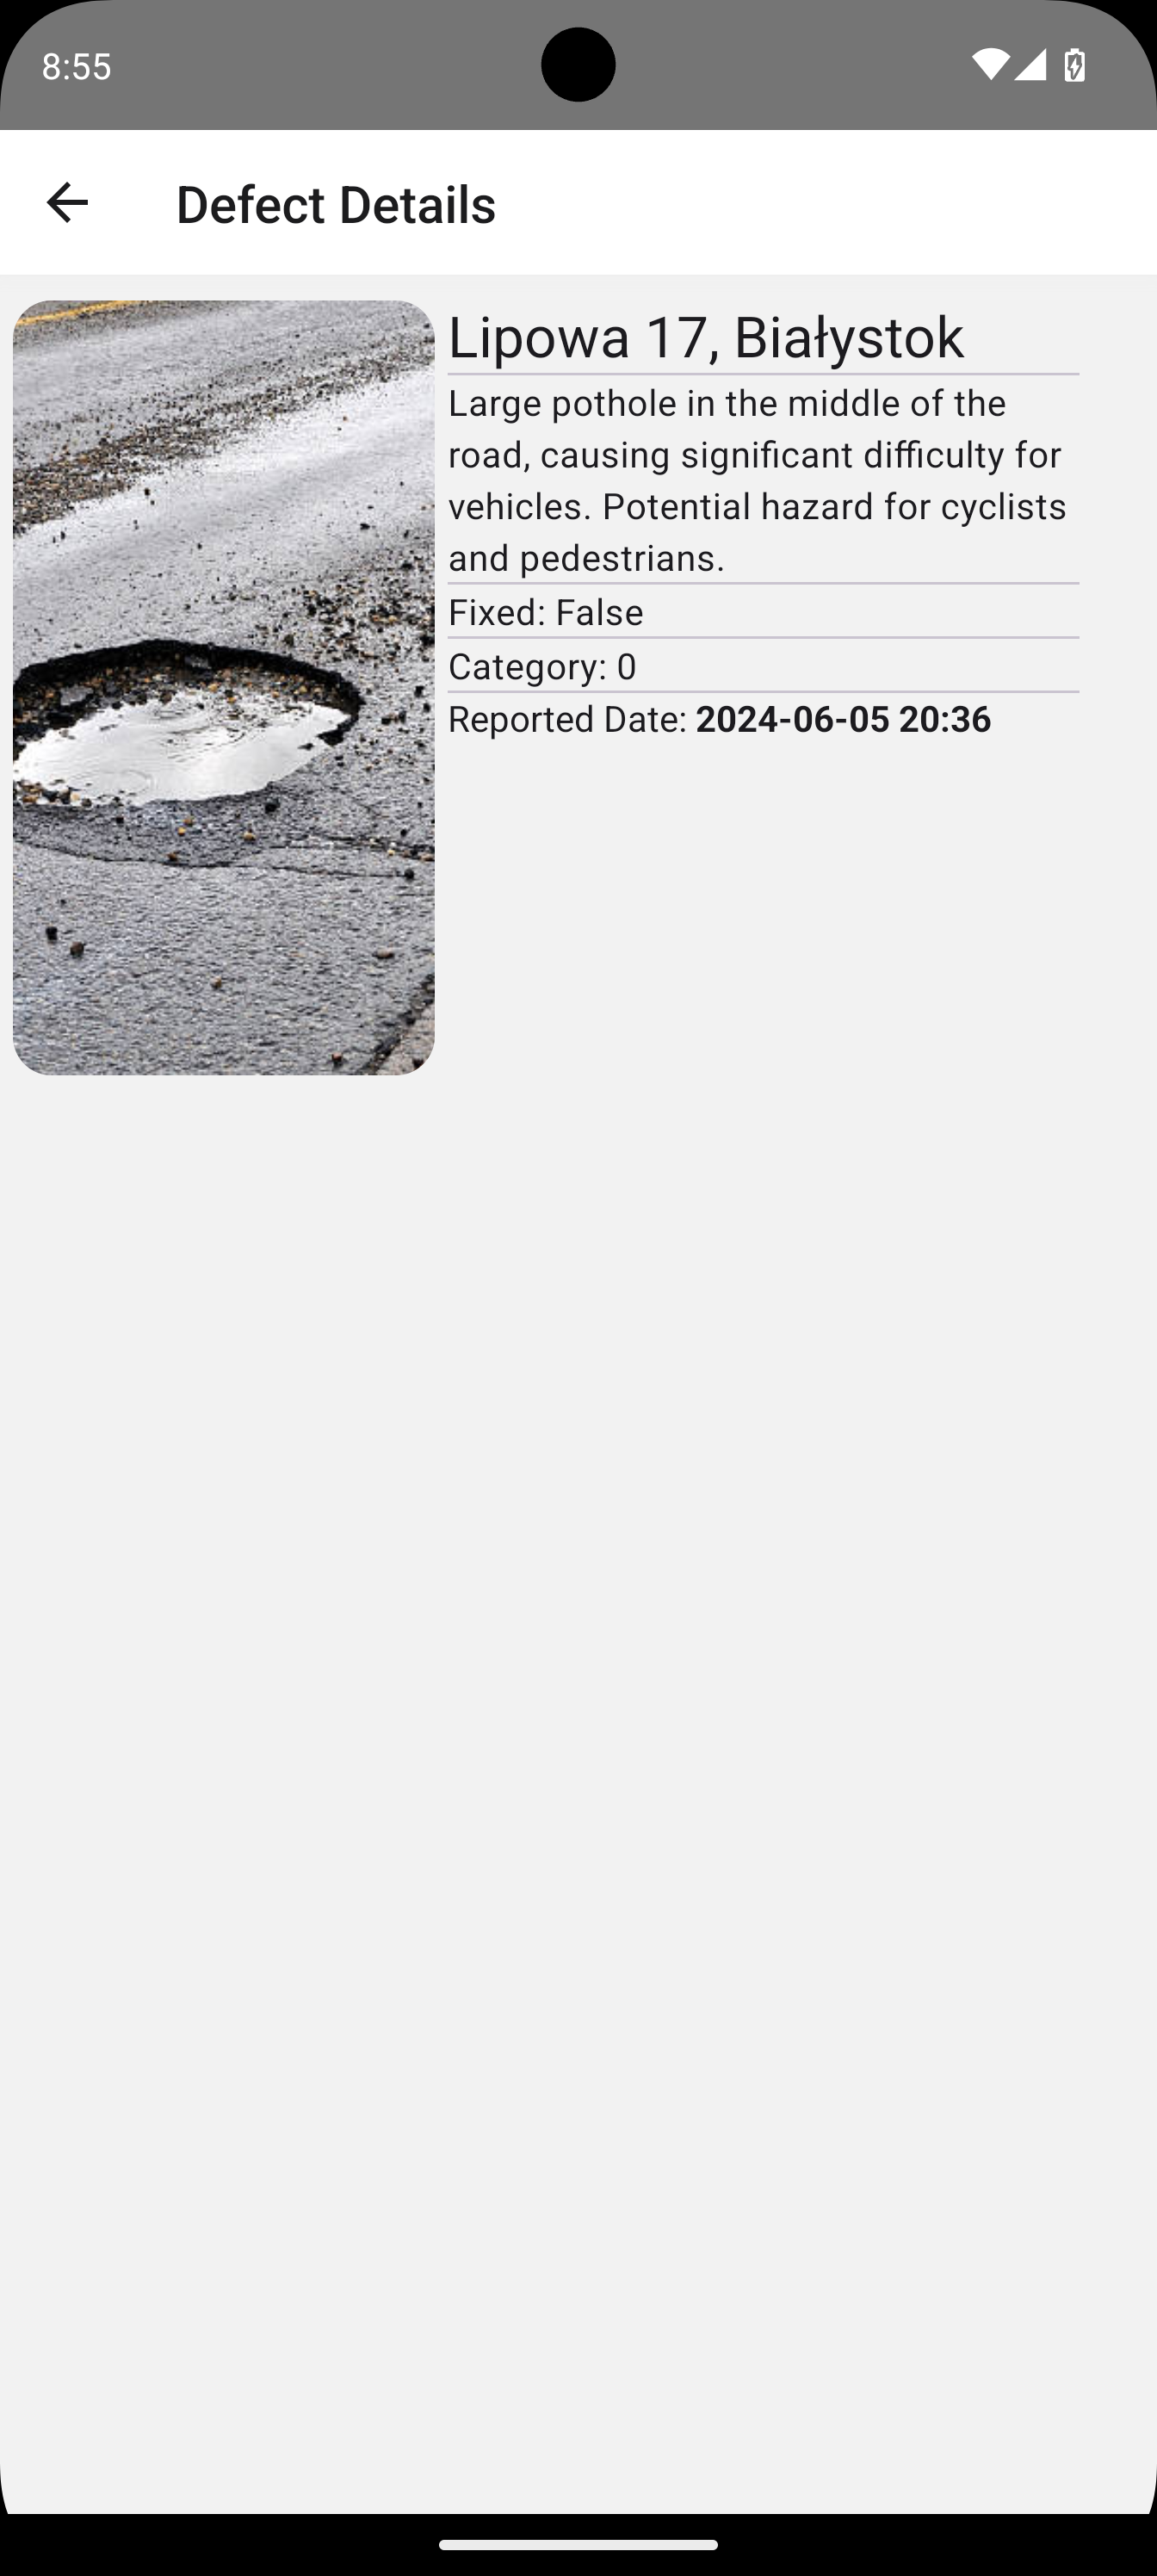 8:55
Defect Details
Lipowa 17, Białystok
Large pothole in the middle of the
road, causing significant difficulty for
vehicles. Potential hazard for cyclists
and pedestrians.
Fixed: False
Category: 0
Reported Date: 2024-06-05 20:36